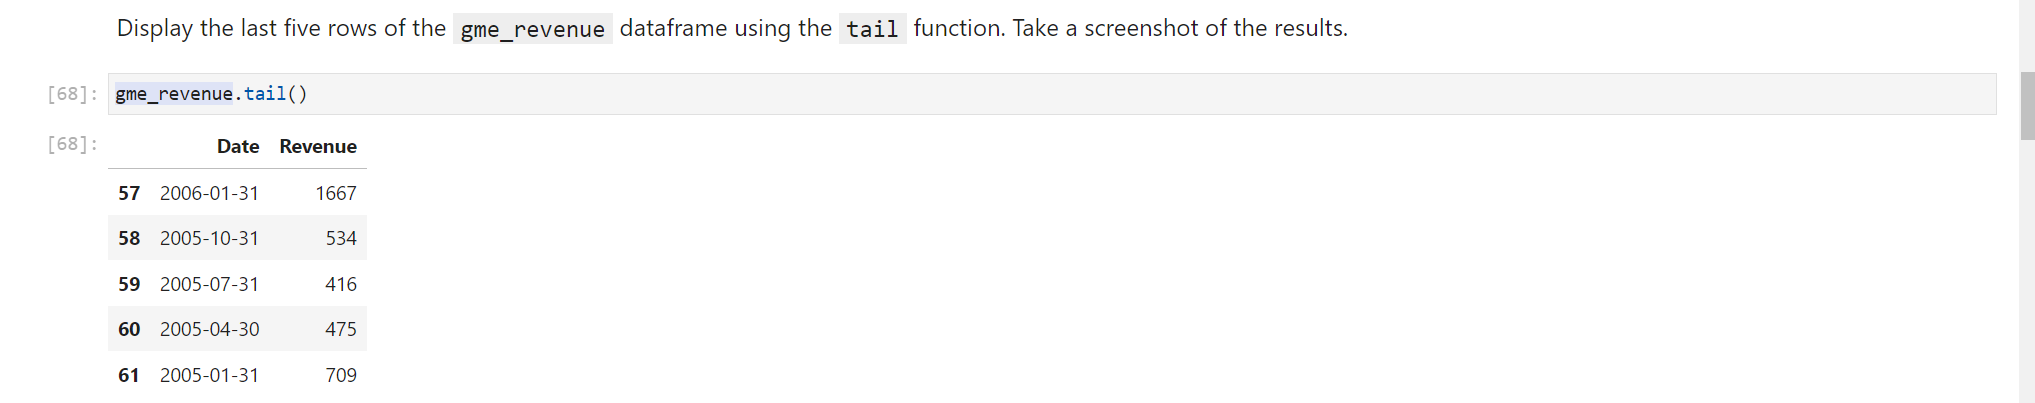 Display the last five rows of the gme_revenue dataframe using the tail function. Take a screenshot of the results.
[68]: gme_revenue.tail()
[68]:
Date Revenue
57 2006-01-31 1667
58 2005-10-31 534
59 2005-07-31 416
60 2005-04-30 475
61 2005-01-31 709